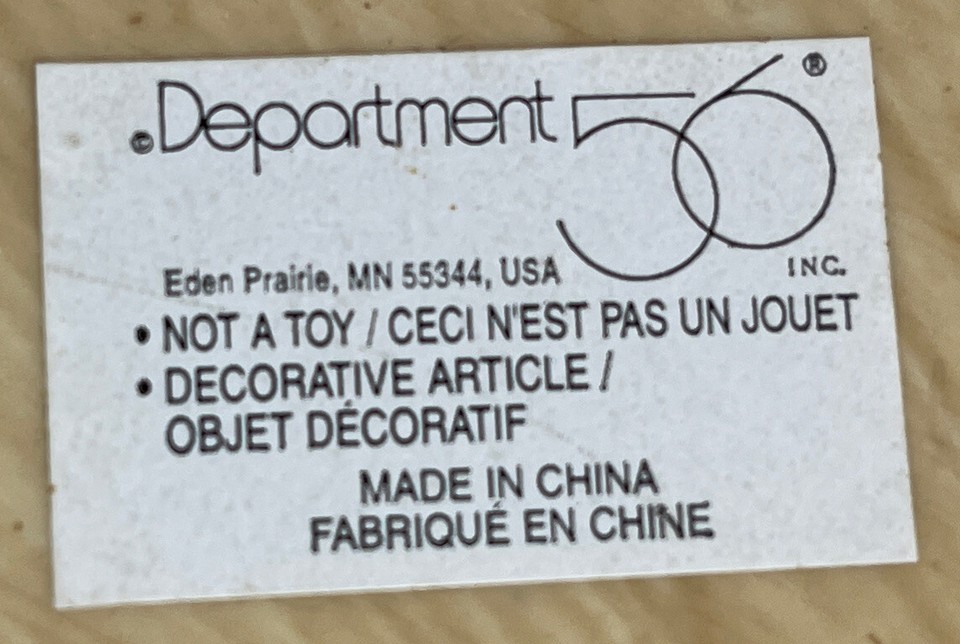 ©Department 56®
INC.
Eden Prairie, MN 55344, USA
• NOT A TOY / CECI N'EST PAS UN JOUET
• DECORATIVE ARTICLE /
OBJET DÉCORATIF
MADE IN CHINA
FABRIQUÉ EN CHINE